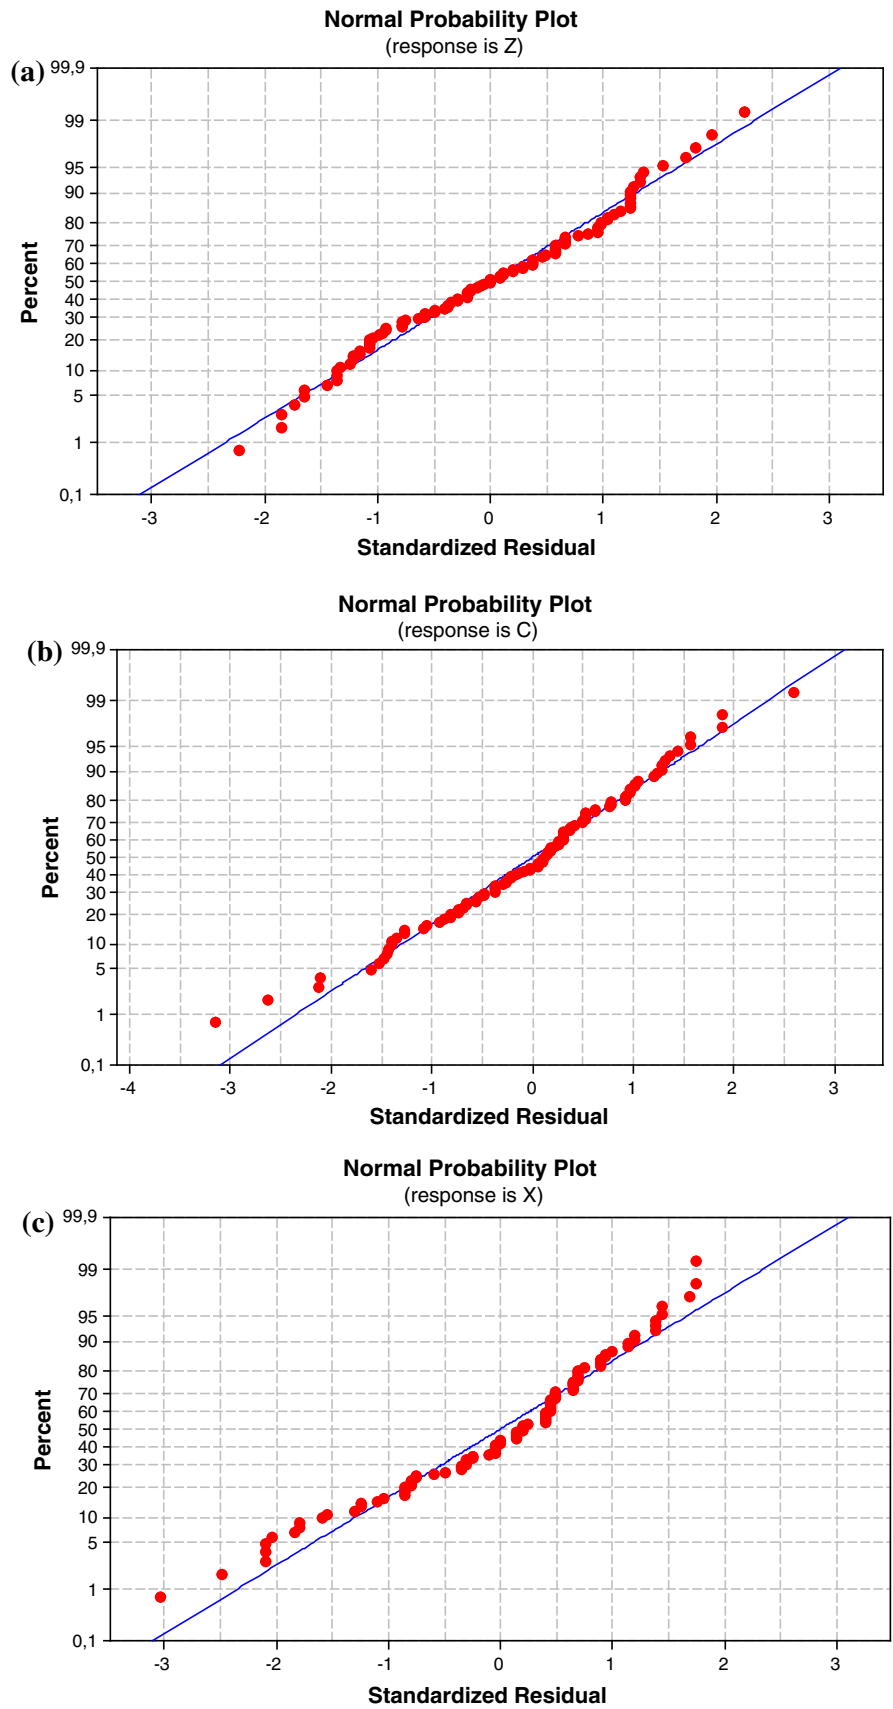 Normal Probability Plot
(response is Z)
(a)
99,9
99
95
90
80
70
60
50
40
30
20
10
5
1
0,1
Percent
-3 -2 -1 0 1 2 3
Standardized Residual
Normal Probability Plot
(response is C)
(b)
99,9
99
95
90
80
70
60
50
40
30
20
10
5
1
0,1
Percent
-4 -3 -2 -1 0 1 2 3
Standardized Residual
Normal Probability Plot
(response is X)
(c)
99,9
99
95
90
80
70
60
50
40
30
20
10
5
1
0,1
Percent
-3 -2 -1 0 1 2 3
Standardized Residual